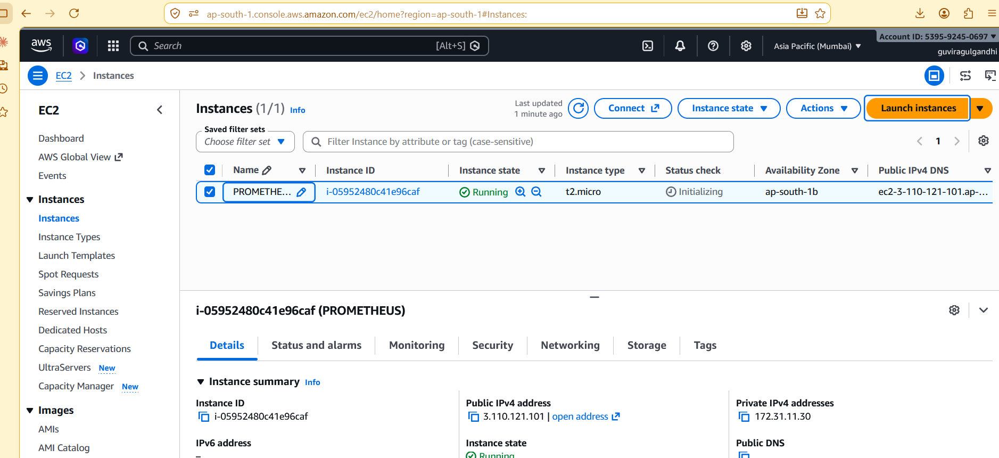 ap-south-1.console.aws.amazon.com/ec2/home?region=ap-south-1#Instances:
aws
Search
[Alt+S]
Asia Pacific (Mumbai)
Account ID: 5395-9245-0697
guviragulgandhi
EC2
Instances
EC2
Dashboard
AWS Global View
Events
Instances
Instances
Instance Types
Launch Templates
Spot Requests
Savings Plans
Reserved Instances
Dedicated Hosts
Capacity Reservations
UltraServers New
Capacity Manager New
Images
AMIs
AMI Catalog
Instances (1/1) Info
Last updated
1 minute ago
Connect
Instance state
Actions
Launch instances
Saved filter sets
Choose filter set
Filter Instance by attribute or tag (case-sensitive)
1
Name Instance ID Instance state Instance type Status check Availability Zone Public IPv4 DNS
PROMETHE... i-05952480c41e96caf Running t2.micro Initializing ap-south-1b ec2-3-110-121-101.ap-...
i-05952480c41e96caf (PROMETHEUS)
Details Status and alarms Monitoring Security Networking Storage Tags
Instance summary Info
Instance ID
i-05952480c41e96caf
Public IPv4 address
3.110.121.101 | open address
Private IPv4 addresses
172.31.11.30
IPv6 address
–
Instance state
Running
Public DNS